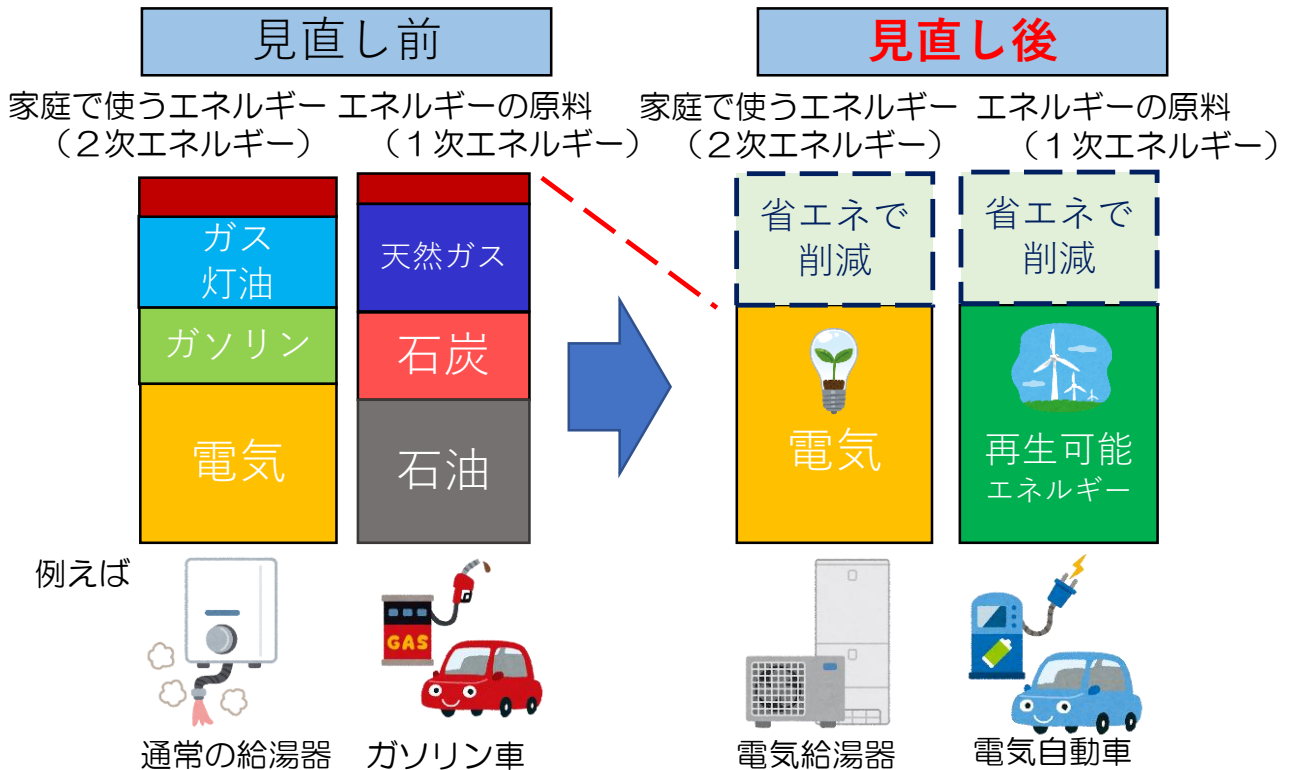 見直し前
見直し後
家庭で使うエネルギー
（２次エネルギー）
エネルギーの原料
（１次エネルギー）
家庭で使うエネルギー
（２次エネルギー）
エネルギーの原料
（１次エネルギー）
ガス
灯油
ガソリン
電気
天然ガス
石炭
石油
省エネで
削減
電気
省エネで
削減
再生可能
エネルギー
例えば
GAS
通常の給湯器
ガソリン車
電気給湯器
電気自動車